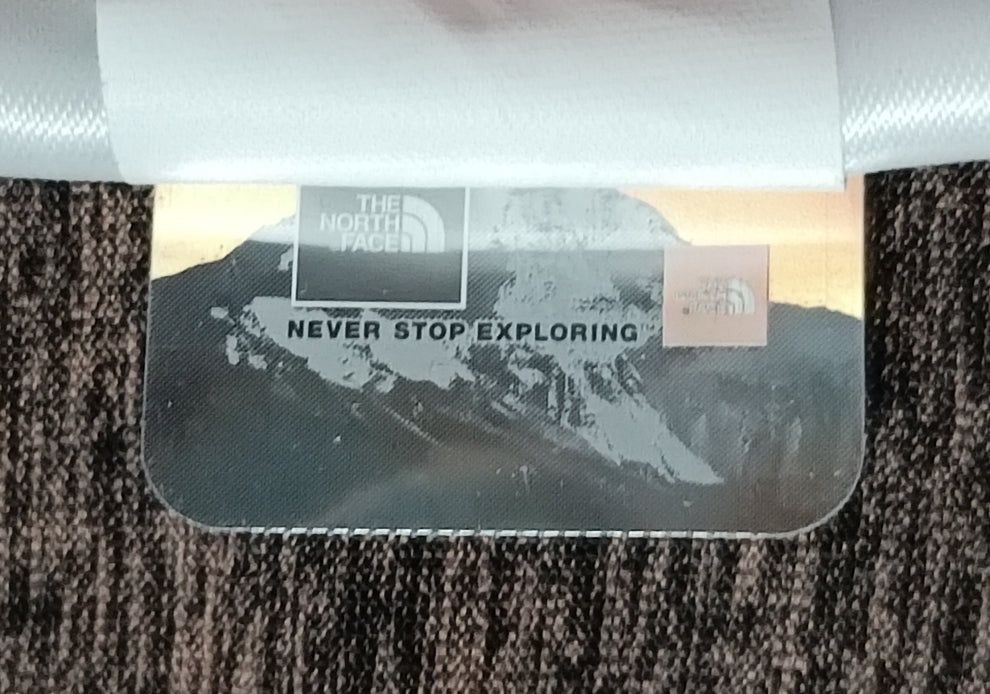 THE
NORTH
FACE
NEVER STOP EXPLORING